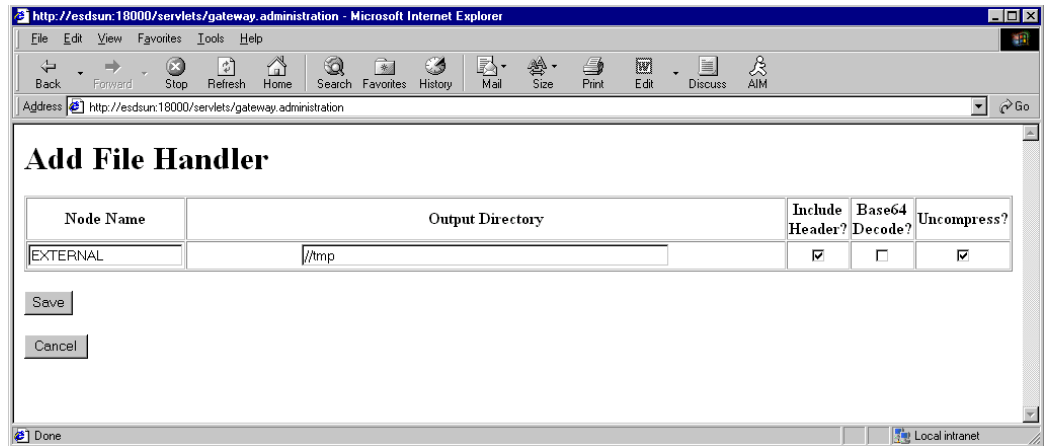 http://esdsun:18000/servlets/gateway.administration - Microsoft Internet Explorer
File Edit View Favorites Tools Help
Back Forward Stop Refresh Home Search Favorites History Mail Size Print Edit Discuss AIM
Address http://esdsun:18000/servlets/gateway.administration Go
Add File Handler
Node Name Output Directory Include Header? Base64 Decode? Uncompress?
EXTERNAL //tmp
Save
Cancel
Done Local intranet